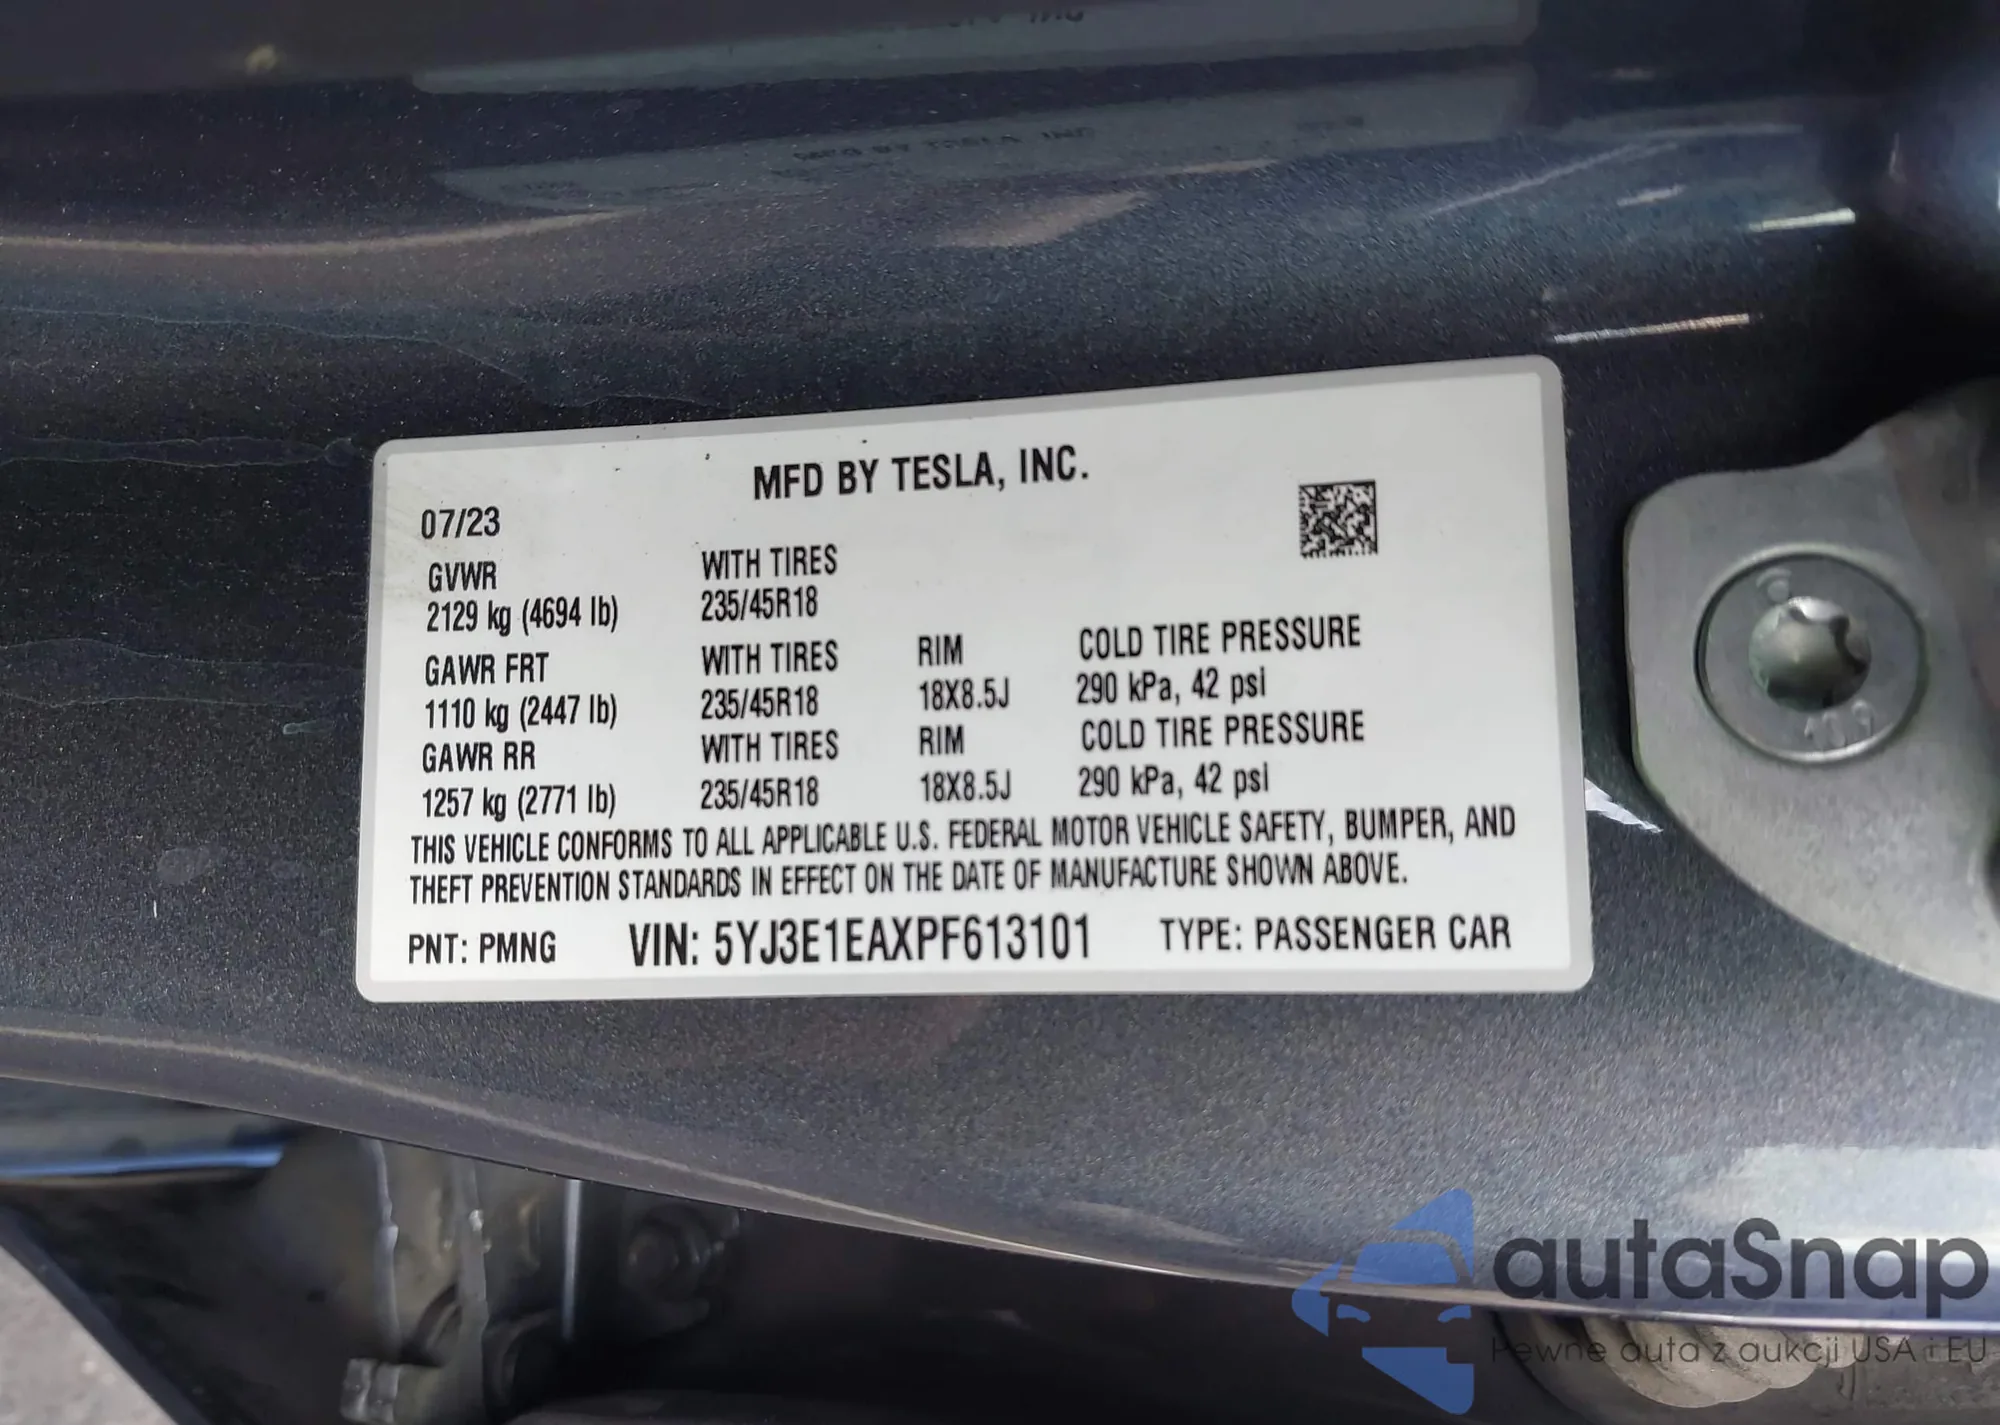 MFD BY TESLA, INC.
07/23
GVWR WITH TIRES
2129 kg (4694 lb) 235/45R18
GAWR FRT WITH TIRES RIM COLD TIRE PRESSURE
1110 kg (2447 lb) 235/45R18 18X8.5J 290 kPa, 42 psi
GAWR RR WITH TIRES RIM COLD TIRE PRESSURE
1257 kg (2771 lb) 235/45R18 18X8.5J 290 kPa, 42 psi
THIS VEHICLE CONFORMS TO ALL APPLICABLE U.S. FEDERAL MOTOR VEHICLE SAFETY, BUMPER, AND
THEFT PREVENTION STANDARDS IN EFFECT ON THE DATE OF MANUFACTURE SHOWN ABOVE.
PNT: PMNG VIN: 5YJ3E1EAXPF613101 TYPE: PASSENGER CAR
10.9
autaSnap
Pewne auta z aukcji USA i EU